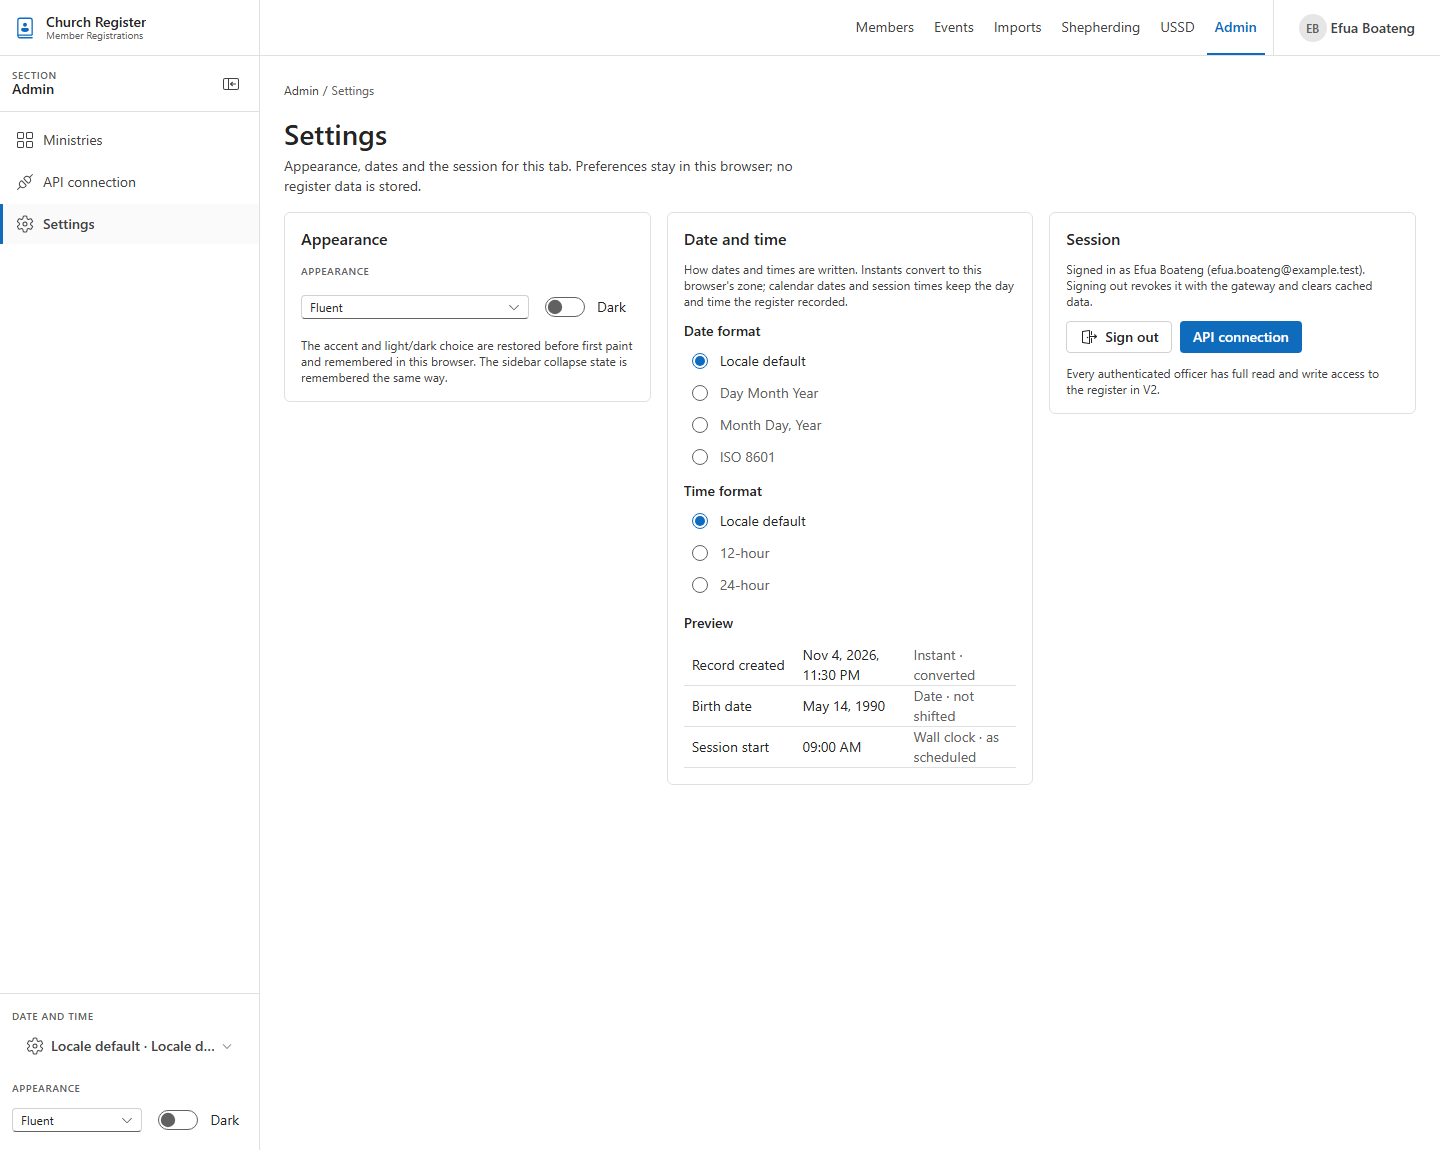 Church Register
Member Registrations
Members
Events
Imports
Shepherding
USSD
Admin
EB
Efua Boateng
SECTION
Admin
Ministries
API connection
Settings
Admin / Settings
Settings
Appearance, dates and the session for this tab. Preferences stay in this browser; no
register data is stored.
Appearance
APPEARANCE
Fluent
Dark
The accent and light/dark choice are restored before first paint
and remembered in this browser. The sidebar collapse state is
remembered the same way.
Date and time
How dates and times are written. Instants convert to this
browser's zone; calendar dates and session times keep the day
and time the register recorded.
Date format
Locale default
Day Month Year
Month Day, Year
ISO 8601
Time format
Locale default
12-hour
24-hour
Preview
Record created
Nov 4, 2026,
11:30 PM
Instant ·
converted
Birth date
May 14, 1990
Date · not
shifted
Session start
09:00 AM
Wall clock · as
scheduled
Session
Signed in as Efua Boateng (efua.boateng@example.test).
Signing out revokes it with the gateway and clears cached
data.
Sign out
API connection
Every authenticated officer has full read and write access to
the register in V2.
DATE AND TIME
Locale default · Locale d...
APPEARANCE
Fluent
Dark